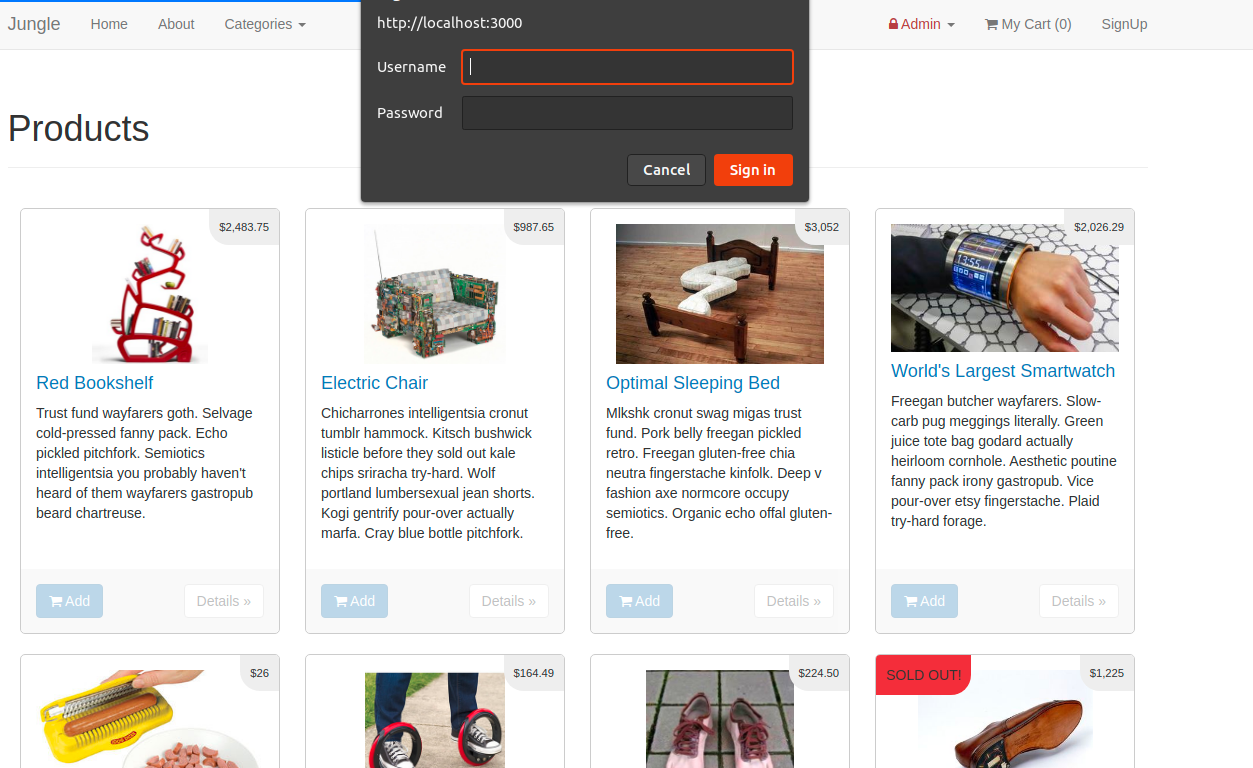 Jungle Home About Categories Admin My Cart (0) SignUp
http://localhost:3000
Username
Password
Cancel Sign in
Products
$2,483.75
Red Bookshelf
Trust fund wayfarers goth. Selvage
cold-pressed fanny pack. Echo
pickled pitchfork. Semiotics
intelligentsia you probably haven't
heard of them wayfarers gastropub
beard chartreuse.
Add Details »
$987.65
Electric Chair
Chicharrones intelligentsia cronut
tumblr hammock. Kitsch bushwick
listicle before they sold out kale
chips sriracha try-hard. Wolf
portland lumbersexual jean shorts.
Kogi gentrify pour-over actually
marfa. Cray blue bottle pitchfork.
Add Details »
$3,052
Optimal Sleeping Bed
Mlkshk cronut swag migas trust
fund. Pork belly freegan pickled
retro. Freegan gluten-free chia
neutra fingerstache kinfolk. Deep v
fashion axe normcore occupy
semiotics. Organic echo offal gluten-
free.
Add Details »
$2,026.29
13:55
World's Largest Smartwatch
Freegan butcher wayfarers. Slow-
carb pug meggings literally. Green
juice tote bag godard actually
heirloom cornhole. Aesthetic poutine
fanny pack irony gastropub. Vice
pour-over etsy fingerstache. Plaid
try-hard forage.
Add Details »
$26
$164.49
$224.50
SOLD OUT! $1,225